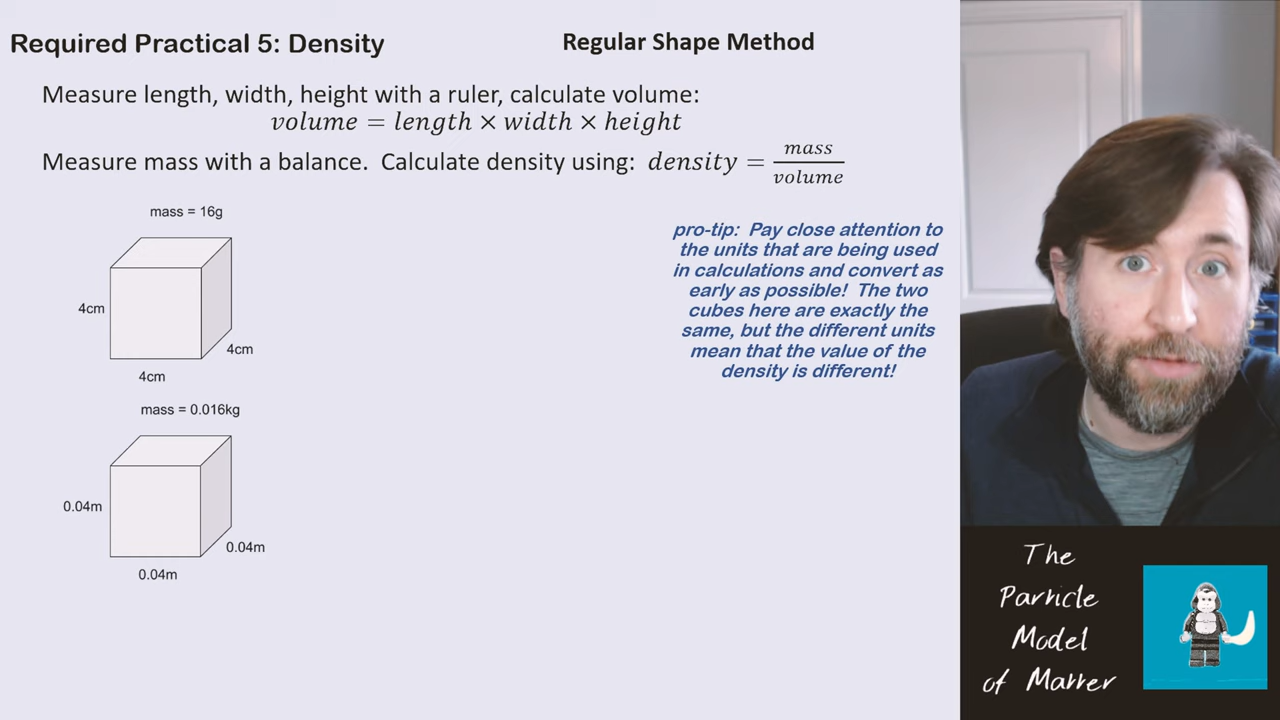 Required Practical 5: Density
Regular Shape Method
Measure length, width, height with a ruler, calculate volume:
volume = length × width × height
Measure mass with a balance.  Calculate density using: density = mass/volume
mass = 16g
4cm
4cm
4cm
mass = 0.016kg
0.04m
0.04m
0.04m
pro-tip:  Pay close attention to
the units that are being used
in calculations and convert as
early as possible!  The two
cubes here are exactly the
same, but the different units
mean that the value of the
density is different!
The
Particle
Model
of Matter